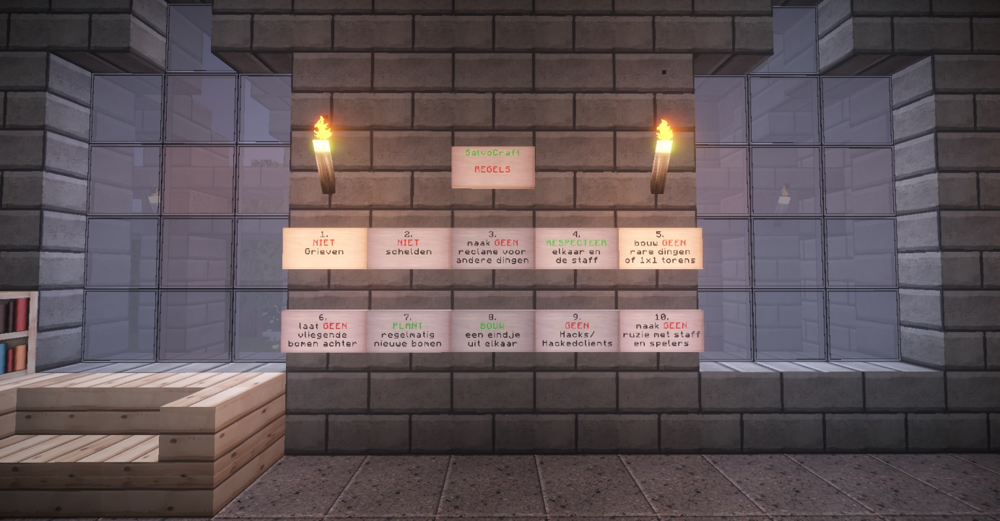 SalvoCraft
REGELS
1.
NIET
Grieven
2.
NIET
schelden
3.
maak GEEN
reclame voor
andere dingen
4.
RESPECTEER
elkaar en
de staff
5.
bouw GEEN
rare dingen
of 1x1 torens
6.
laat GEEN
vliegende
bomen achter
7.
PLANT
regelmatig
nieuwe bomen
8.
BOUW
een eindje
uit elkaar
9.
GEEN
Hacks/
Hackedclients
10.
maak GEEN
ruzie met staff
en spelers